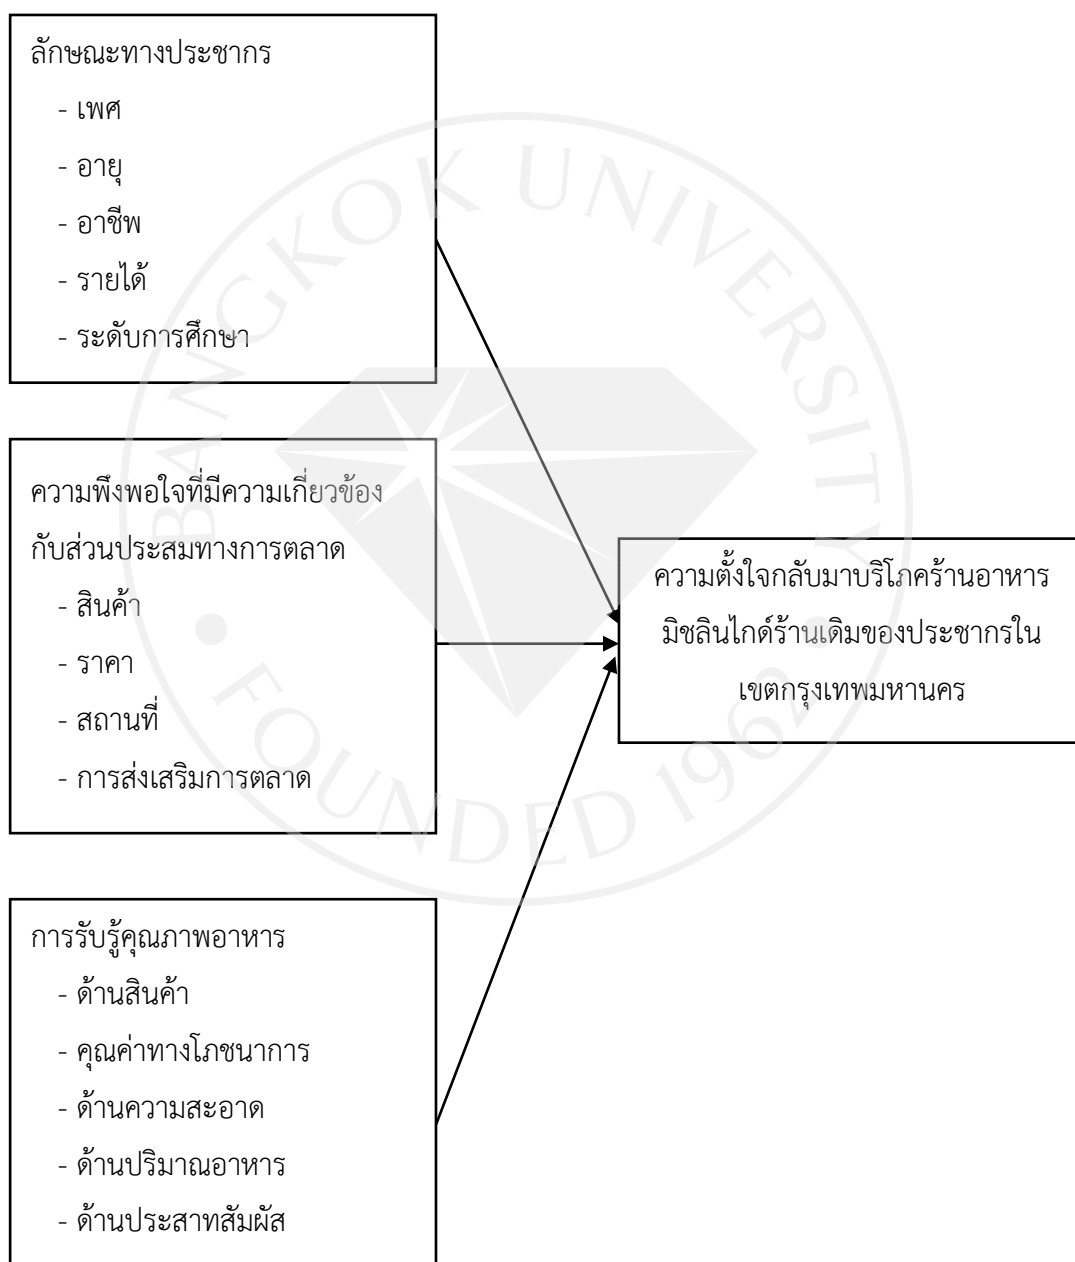 ลักษณะทางประชากร
- เพศ
- อายุ
- อาชีพ
- รายได้
- ระดับการศึกษา
ความพึงพอใจที่มีความเกี่ยวข้อง
กับส่วนประสมทางการตลาด
- สินค้า
- ราคา
- สถานที่
- การส่งเสริมการตลาด
ความตั้งใจกลับมาบริโภคร้านอาหาร
มิชลินไกด์ร้านเดิมของประชากรใน
เขตกรุงเทพมหานคร
การรับรู้คุณภาพอาหาร
- ด้านสินค้า
- คุณค่าทางโภชนาการ
- ด้านความสะอาด
- ด้านปริมาณอาหาร
- ด้านประสาทสัมผัส
BANGKOK UNIVERSITY
FOUNDED 1962